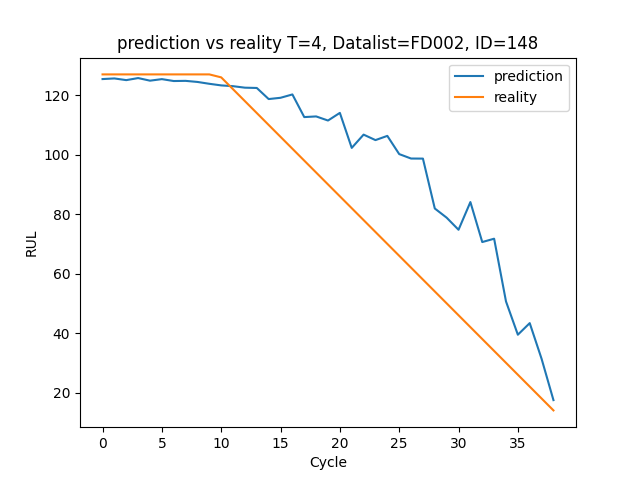 prediction vs reality T=4, Datalist=FD002, ID=148
prediction
reality
120
100
80
60
40
20
RUL
0 5 10 15 20 25 30 35
Cycle